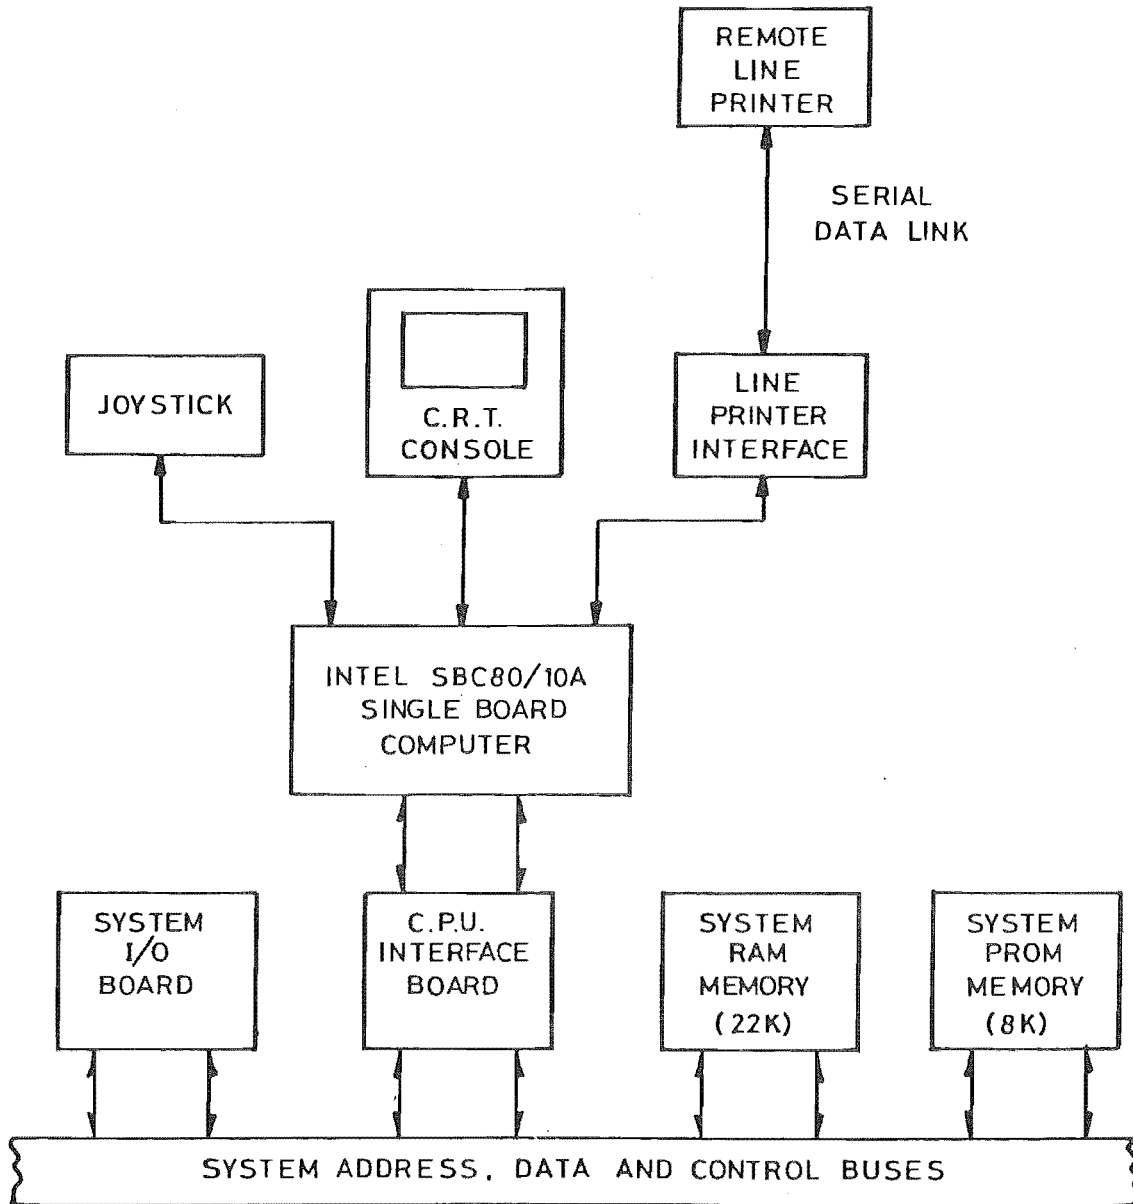 REMOTE
LINE
PRINTER
SERIAL
DATA LINK
JOYSTICK
C.R.T.
CONSOLE
LINE
PRINTER
INTERFACE
INTEL SBC80/10A
SINGLE BOARD
COMPUTER
SYSTEM
I/O
BOARD
C.P.U.
INTERFACE
BOARD
SYSTEM
RAM
MEMORY
(22K)
SYSTEM
PROM
MEMORY
(8K)
SYSTEM ADDRESS, DATA AND CONTROL BUSES